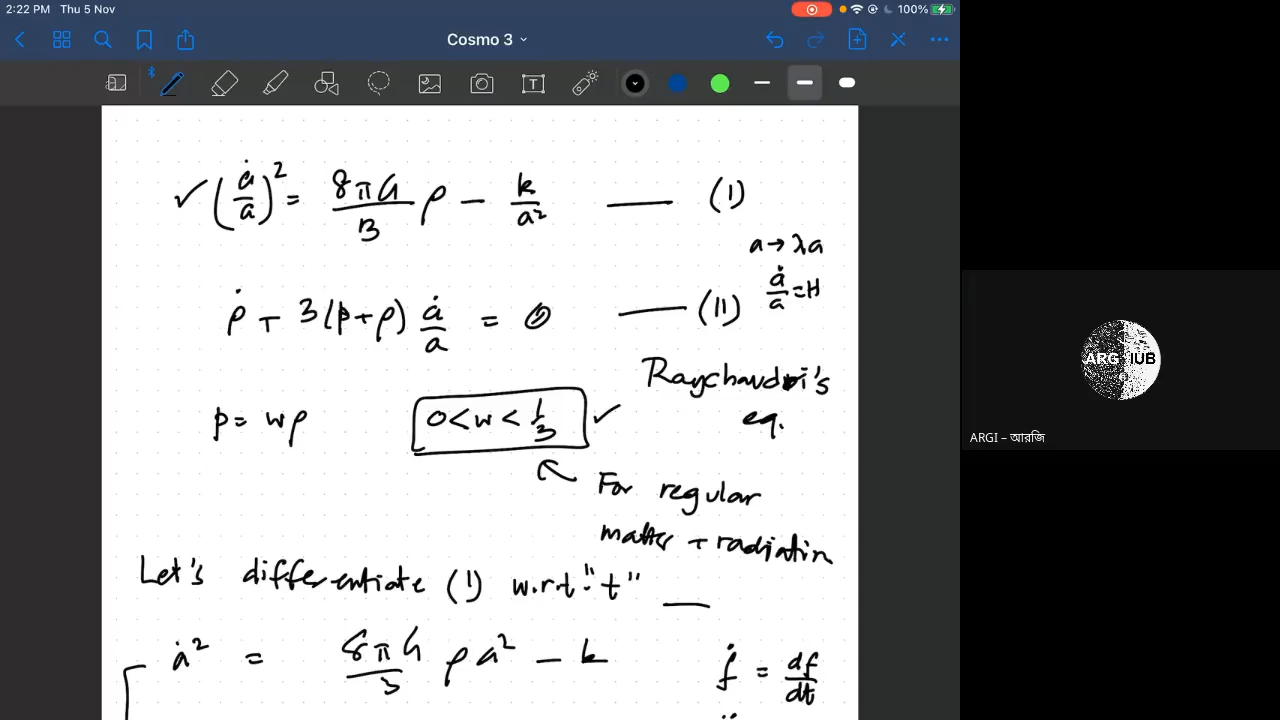 2:22 PM Thu 5 Nov
100%
Cosmo 3
T
✓ (ȧ/a)² = 8πG/3 ρ − k/a² —— (I)
a → λa
ρ̇ + 3(p+ρ) ȧ/a = 0 —— (II) ȧ/a = H
Raychaudri's
eq.
p = wρ 0 < w < 1/3 ✓
For regular
matter + radiation
Let's differentiate (I) w.r.t. "t" —
ȧ² = 8πG/3 ρa² − k ḟ = df/dt
ARG IUB
ARGI – আরজি